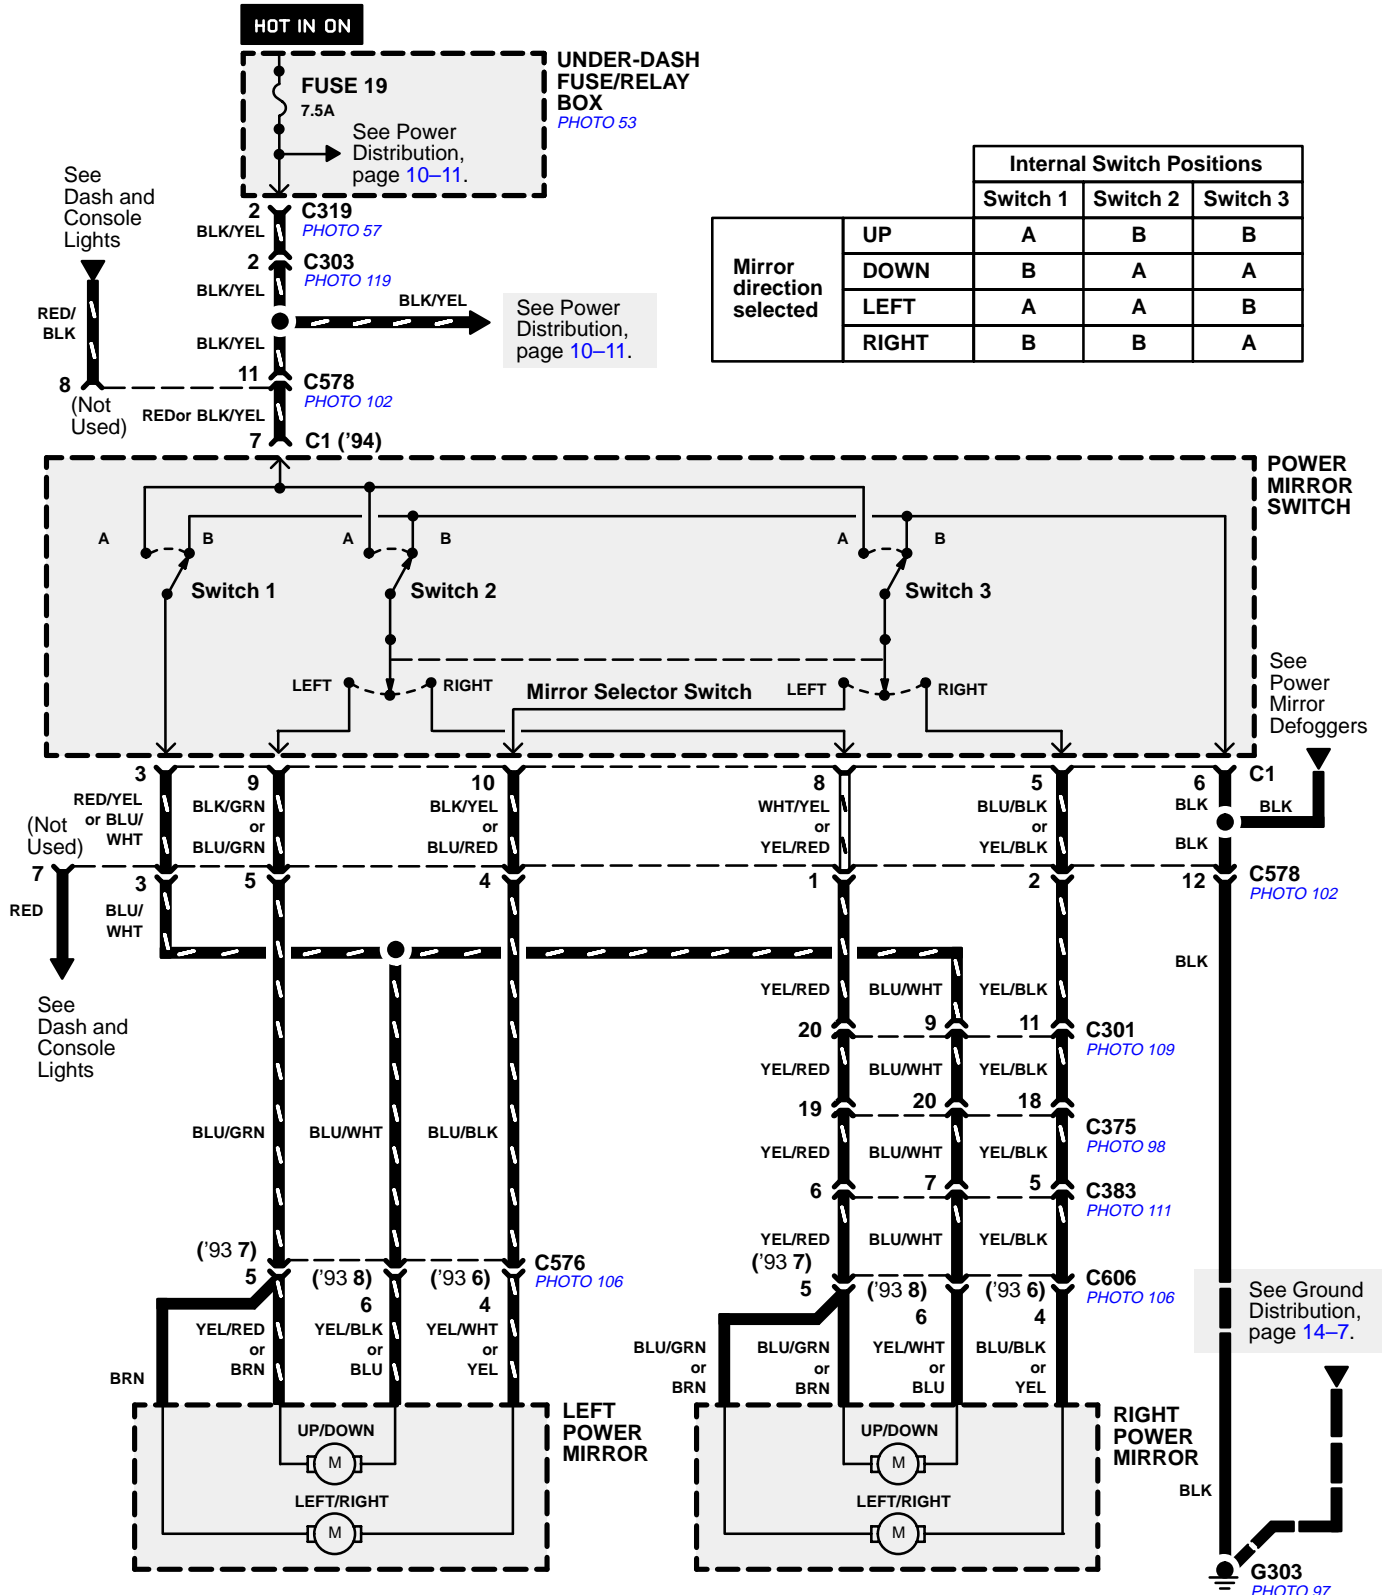 HOT IN ON
UNDER-DASH
FUSE/RELAY
BOX
PHOTO 53
FUSE 19
7.5A
See Power
Distribution,
page 10–11.
See
Dash and
Console
Lights
2
C319
BLK/YEL
PHOTO 57
2
C303
PHOTO 119
BLK/YEL
BLK/YEL
RED/
BLK
See Power
Distribution,
page 10–11.
BLK/YEL
11
C578
PHOTO 102
8
(Not
Used)
REDor BLK/YEL
7
C1 ('94)
Internal Switch Positions
Switch 1 Switch 2 Switch 3
Mirror
direction
selected
UP A B B
DOWN B A A
LEFT A A B
RIGHT B B A
POWER
MIRROR
SWITCH
A B A B A B
Switch 1 Switch 2 Switch 3
LEFT RIGHT Mirror Selector Switch LEFT RIGHT
See
Power
Mirror
Defoggers
3 9 10 8 5 6 C1
RED/YEL
or BLU/
WHT
BLK/GRN
or
BLU/GRN
BLK/YEL
or
BLU/RED
WHT/YEL
or
YEL/RED
BLU/BLK
or
YEL/BLK
BLK
BLK
BLK
(Not
Used)
7 3 5 4 1 2 12 C578
PHOTO 102
RED
BLU/
WHT
BLK
See
Dash and
Console
Lights
YEL/RED BLU/WHT YEL/BLK
20 9 11 C301
PHOTO 109
YEL/RED BLU/WHT YEL/BLK
19 20 18
C375
PHOTO 98
BLU/GRN BLU/WHT BLU/BLK
YEL/RED BLU/WHT YEL/BLK
6 7 5 C383
PHOTO 111
YEL/RED BLU/WHT YEL/BLK
('93 7)
5
('93 8)
6
('93 6)
4
C576
PHOTO 106
('93 7)
5
('93 8)
6
('93 6)
4
C606
PHOTO 106
See Ground
Distribution,
page 14–7.
BRN
YEL/RED
or
BRN
YEL/BLK
or
BLU
YEL/WHT
or
YEL
BLU/GRN
or
BRN
BLU/GRN
or
BRN
YEL/WHT
or
BLU
BLU/BLK
or
YEL
LEFT
POWER
MIRROR
UP/DOWN
M
LEFT/RIGHT
M
RIGHT
POWER
MIRROR
UP/DOWN
M
LEFT/RIGHT
M
BLK
G303
PHOTO 97